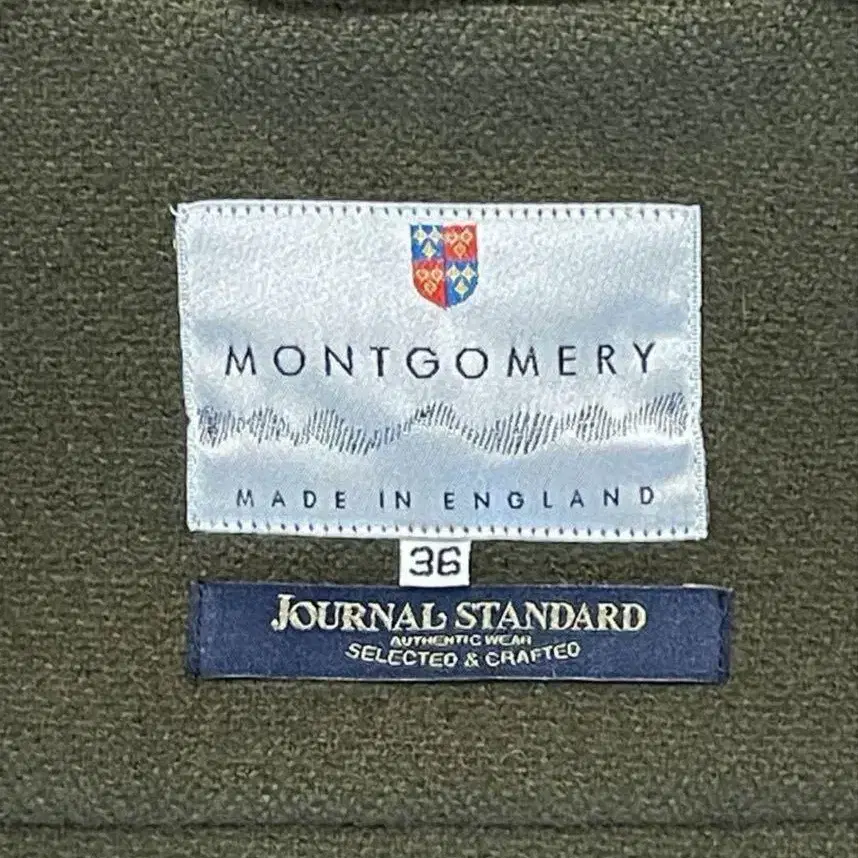 MONTGOMERY
MADE IN ENGLAND
36
JOURNAL STANDARD
AUTHENTIC WEAR
SELECTED & CRAFTED